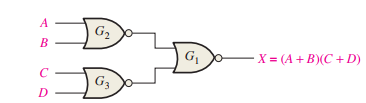 A
B
G₂
G₁
X = (A + B)(C + D)
C
D
G₃